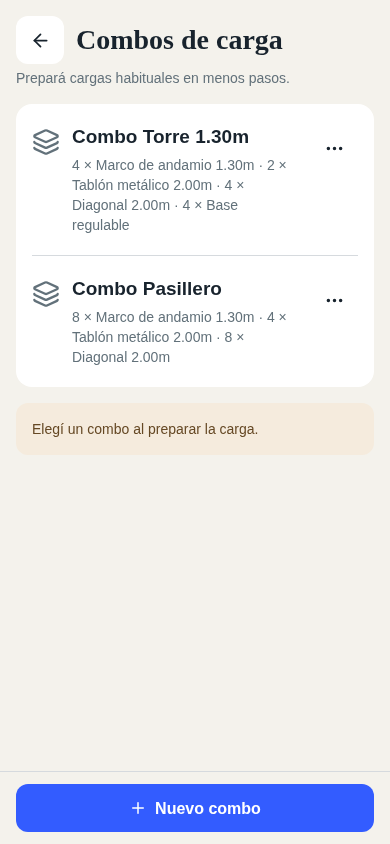 Combos de carga
Prepará cargas habituales en menos pasos.
Combo Torre 1.30m
4 × Marco de andamio 1.30m · 2 ×
Tablón metálico 2.00m · 4 ×
Diagonal 2.00m · 4 × Base
regulable
Combo Pasillero
8 × Marco de andamio 1.30m · 4 ×
Tablón metálico 2.00m · 8 ×
Diagonal 2.00m
Elegí un combo al preparar la carga.
Nuevo combo